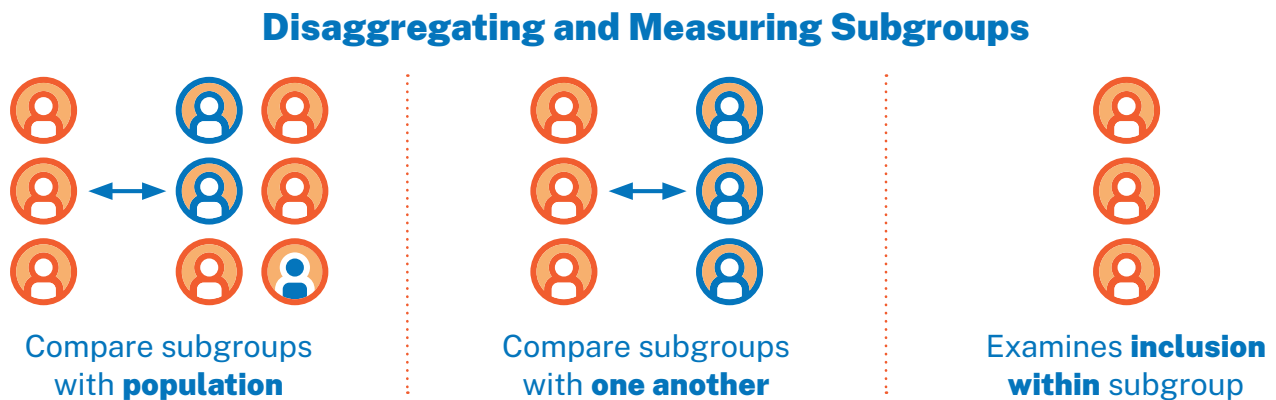 Disaggregating and Measuring Subgroups
Compare subgroups
with population
Compare subgroups
with one another
Examines inclusion
within subgroup